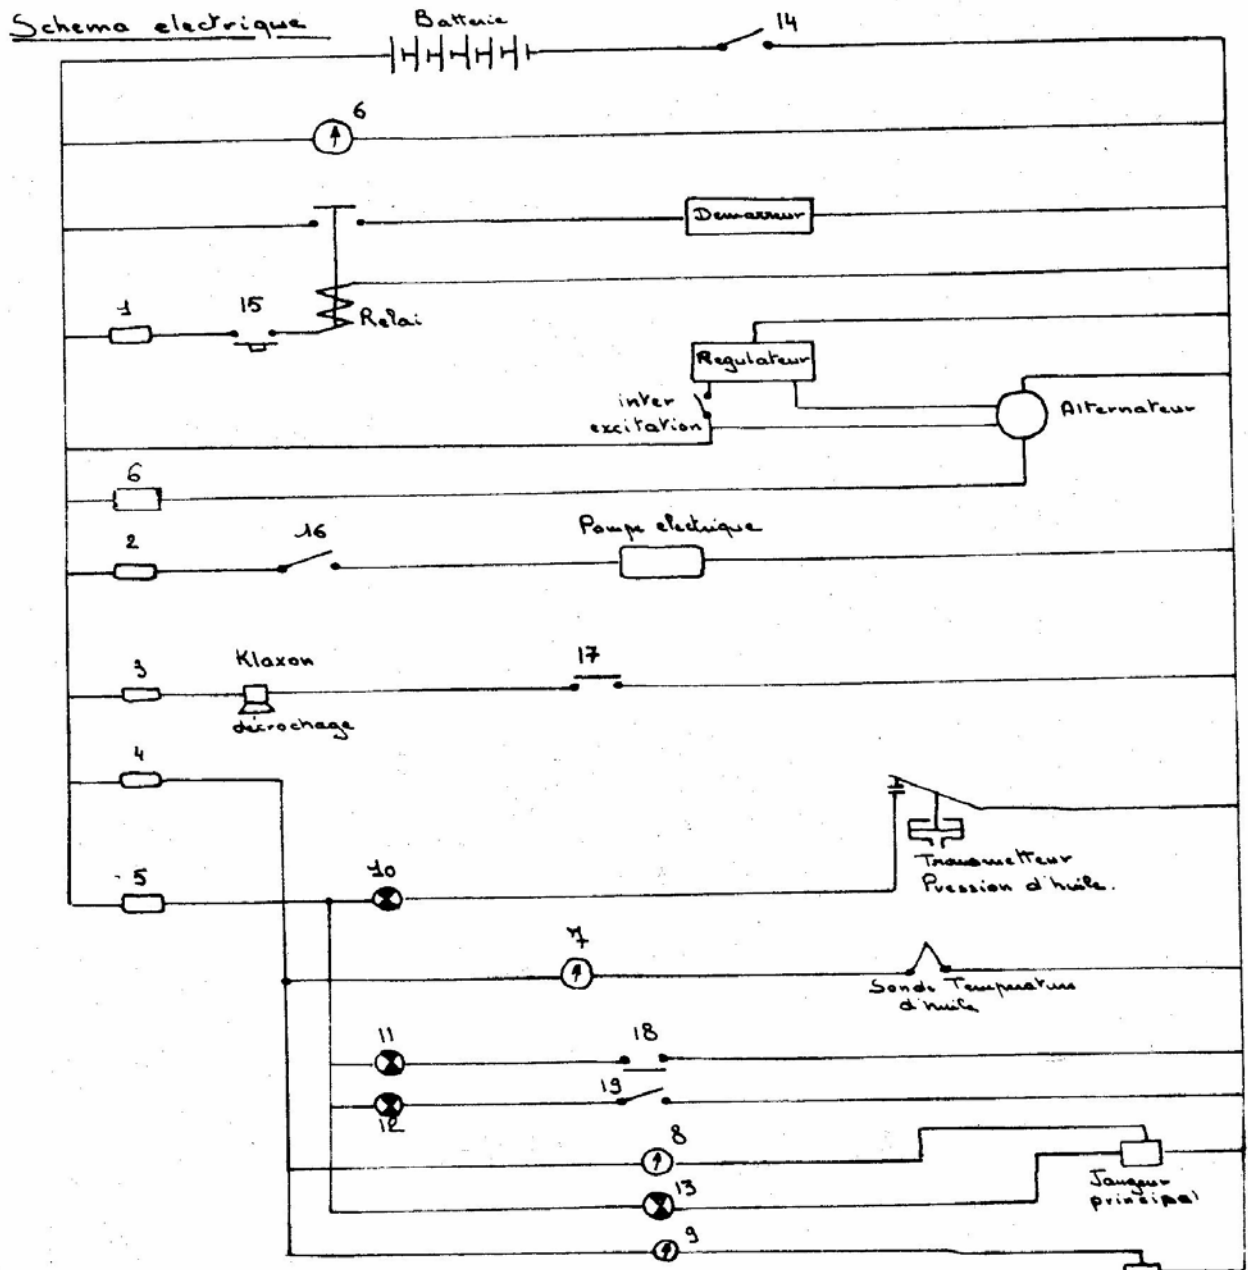 Schema electrique
Batterie
14
6
Demarreur
1
15
Relai
Regulateur
inter
excitation
Alternateur
6
2
16
Pompe electrique
3
Klaxon
décrochage
17
4
Transmetteur
Pression d'huile.
5
10
7
Sonde Temperature
d'huile
11
18
19
12
8
Jaugeur
principal
13
9